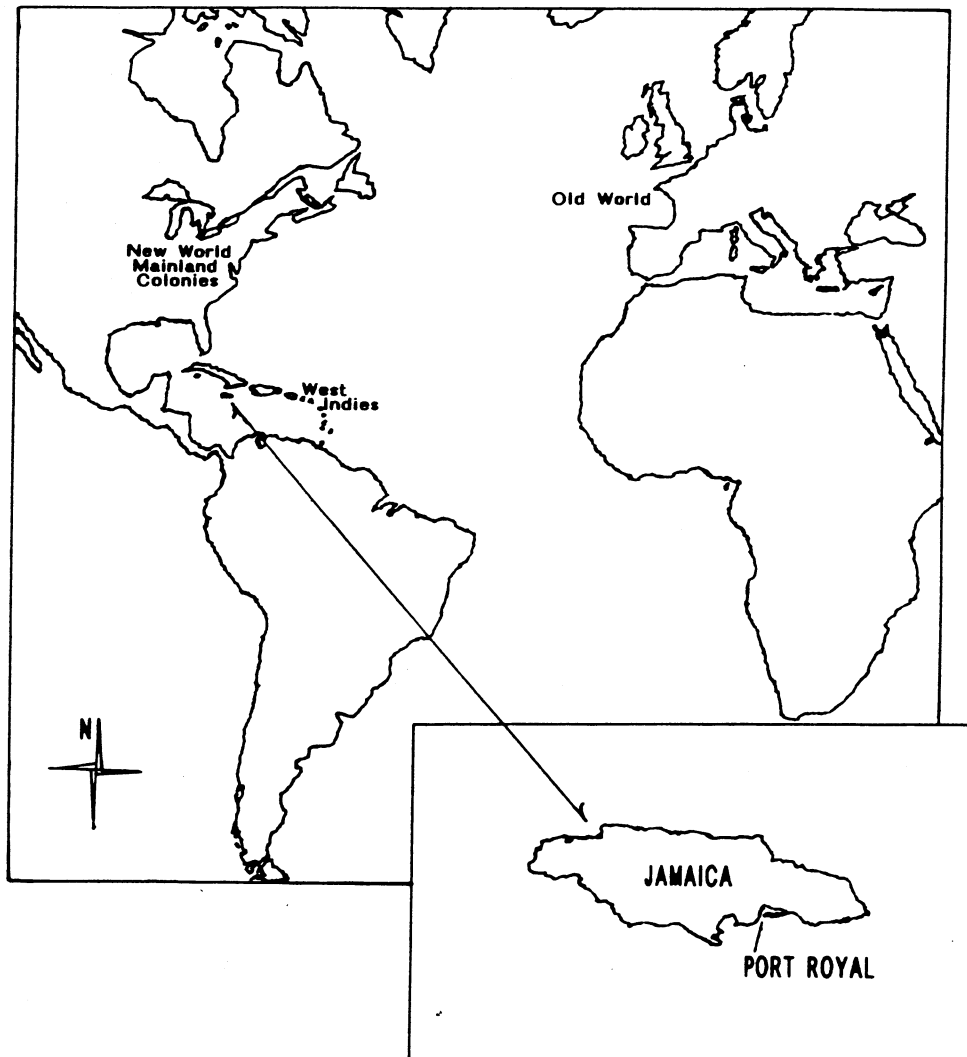 Old World
New World
Mainland
Colonies
West
Indies
N
JAMAICA
PORT ROYAL